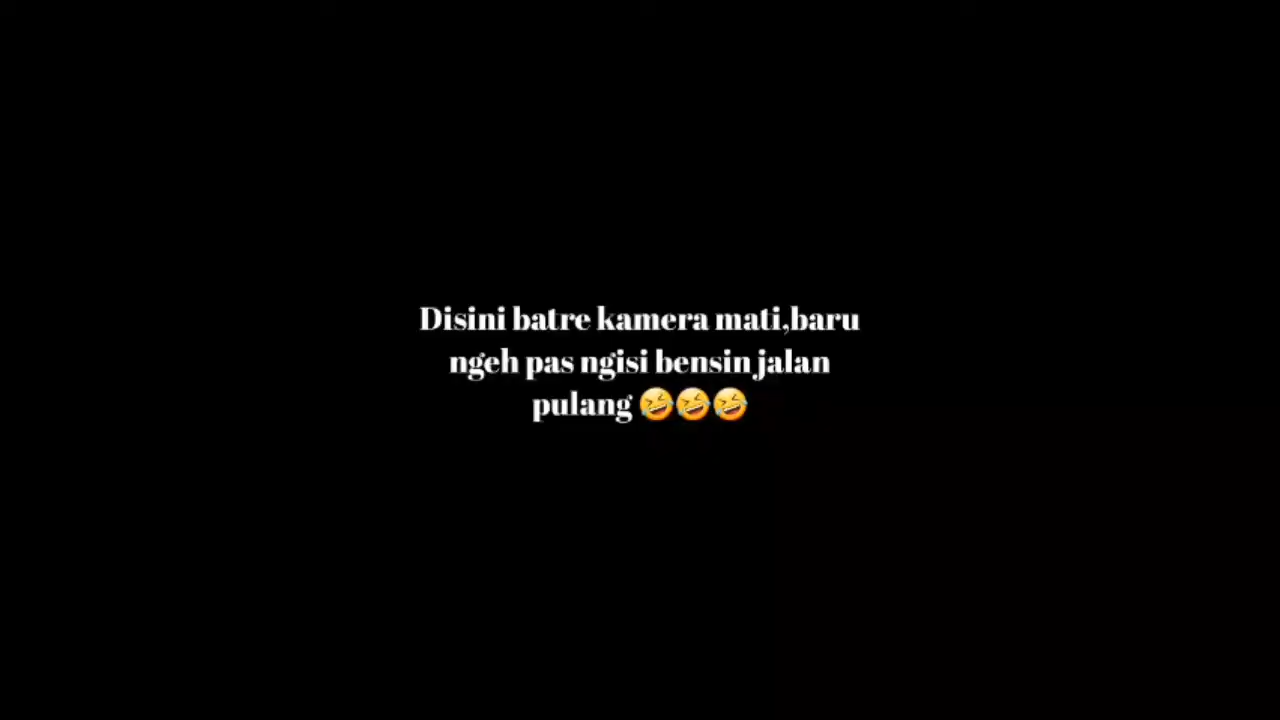 Disini batre kamera mati,baru
ngeh pas ngisi bensin jalan
pulang 🤣🤣🤣